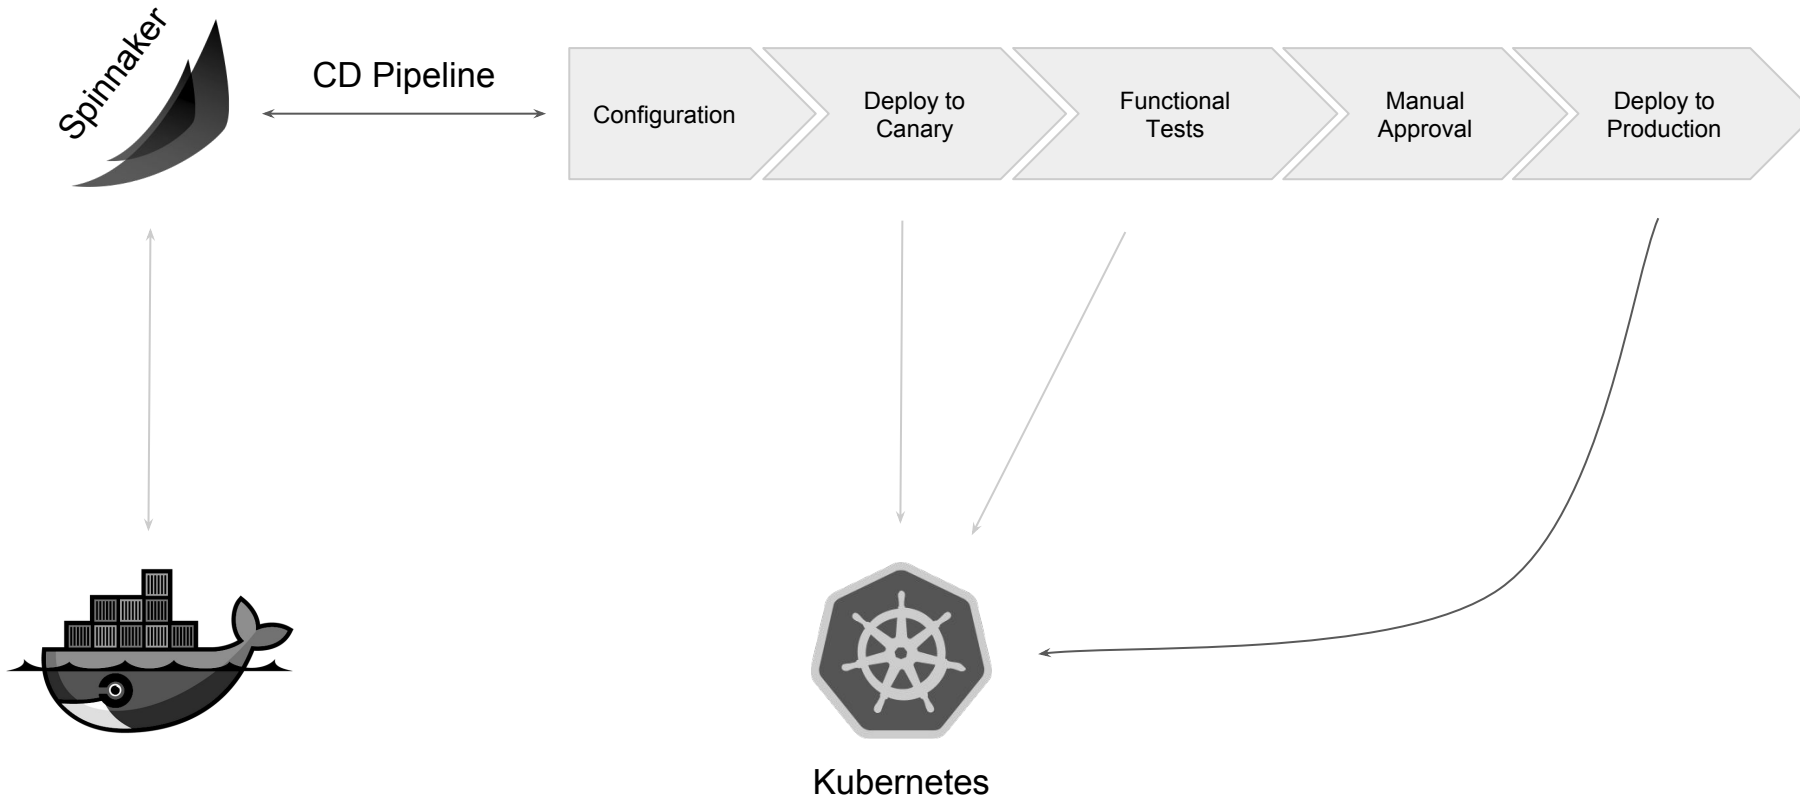 Spinnaker
CD Pipeline
Configuration
Deploy to
Canary
Functional
Tests
Manual
Approval
Deploy to
Production
Kubernetes